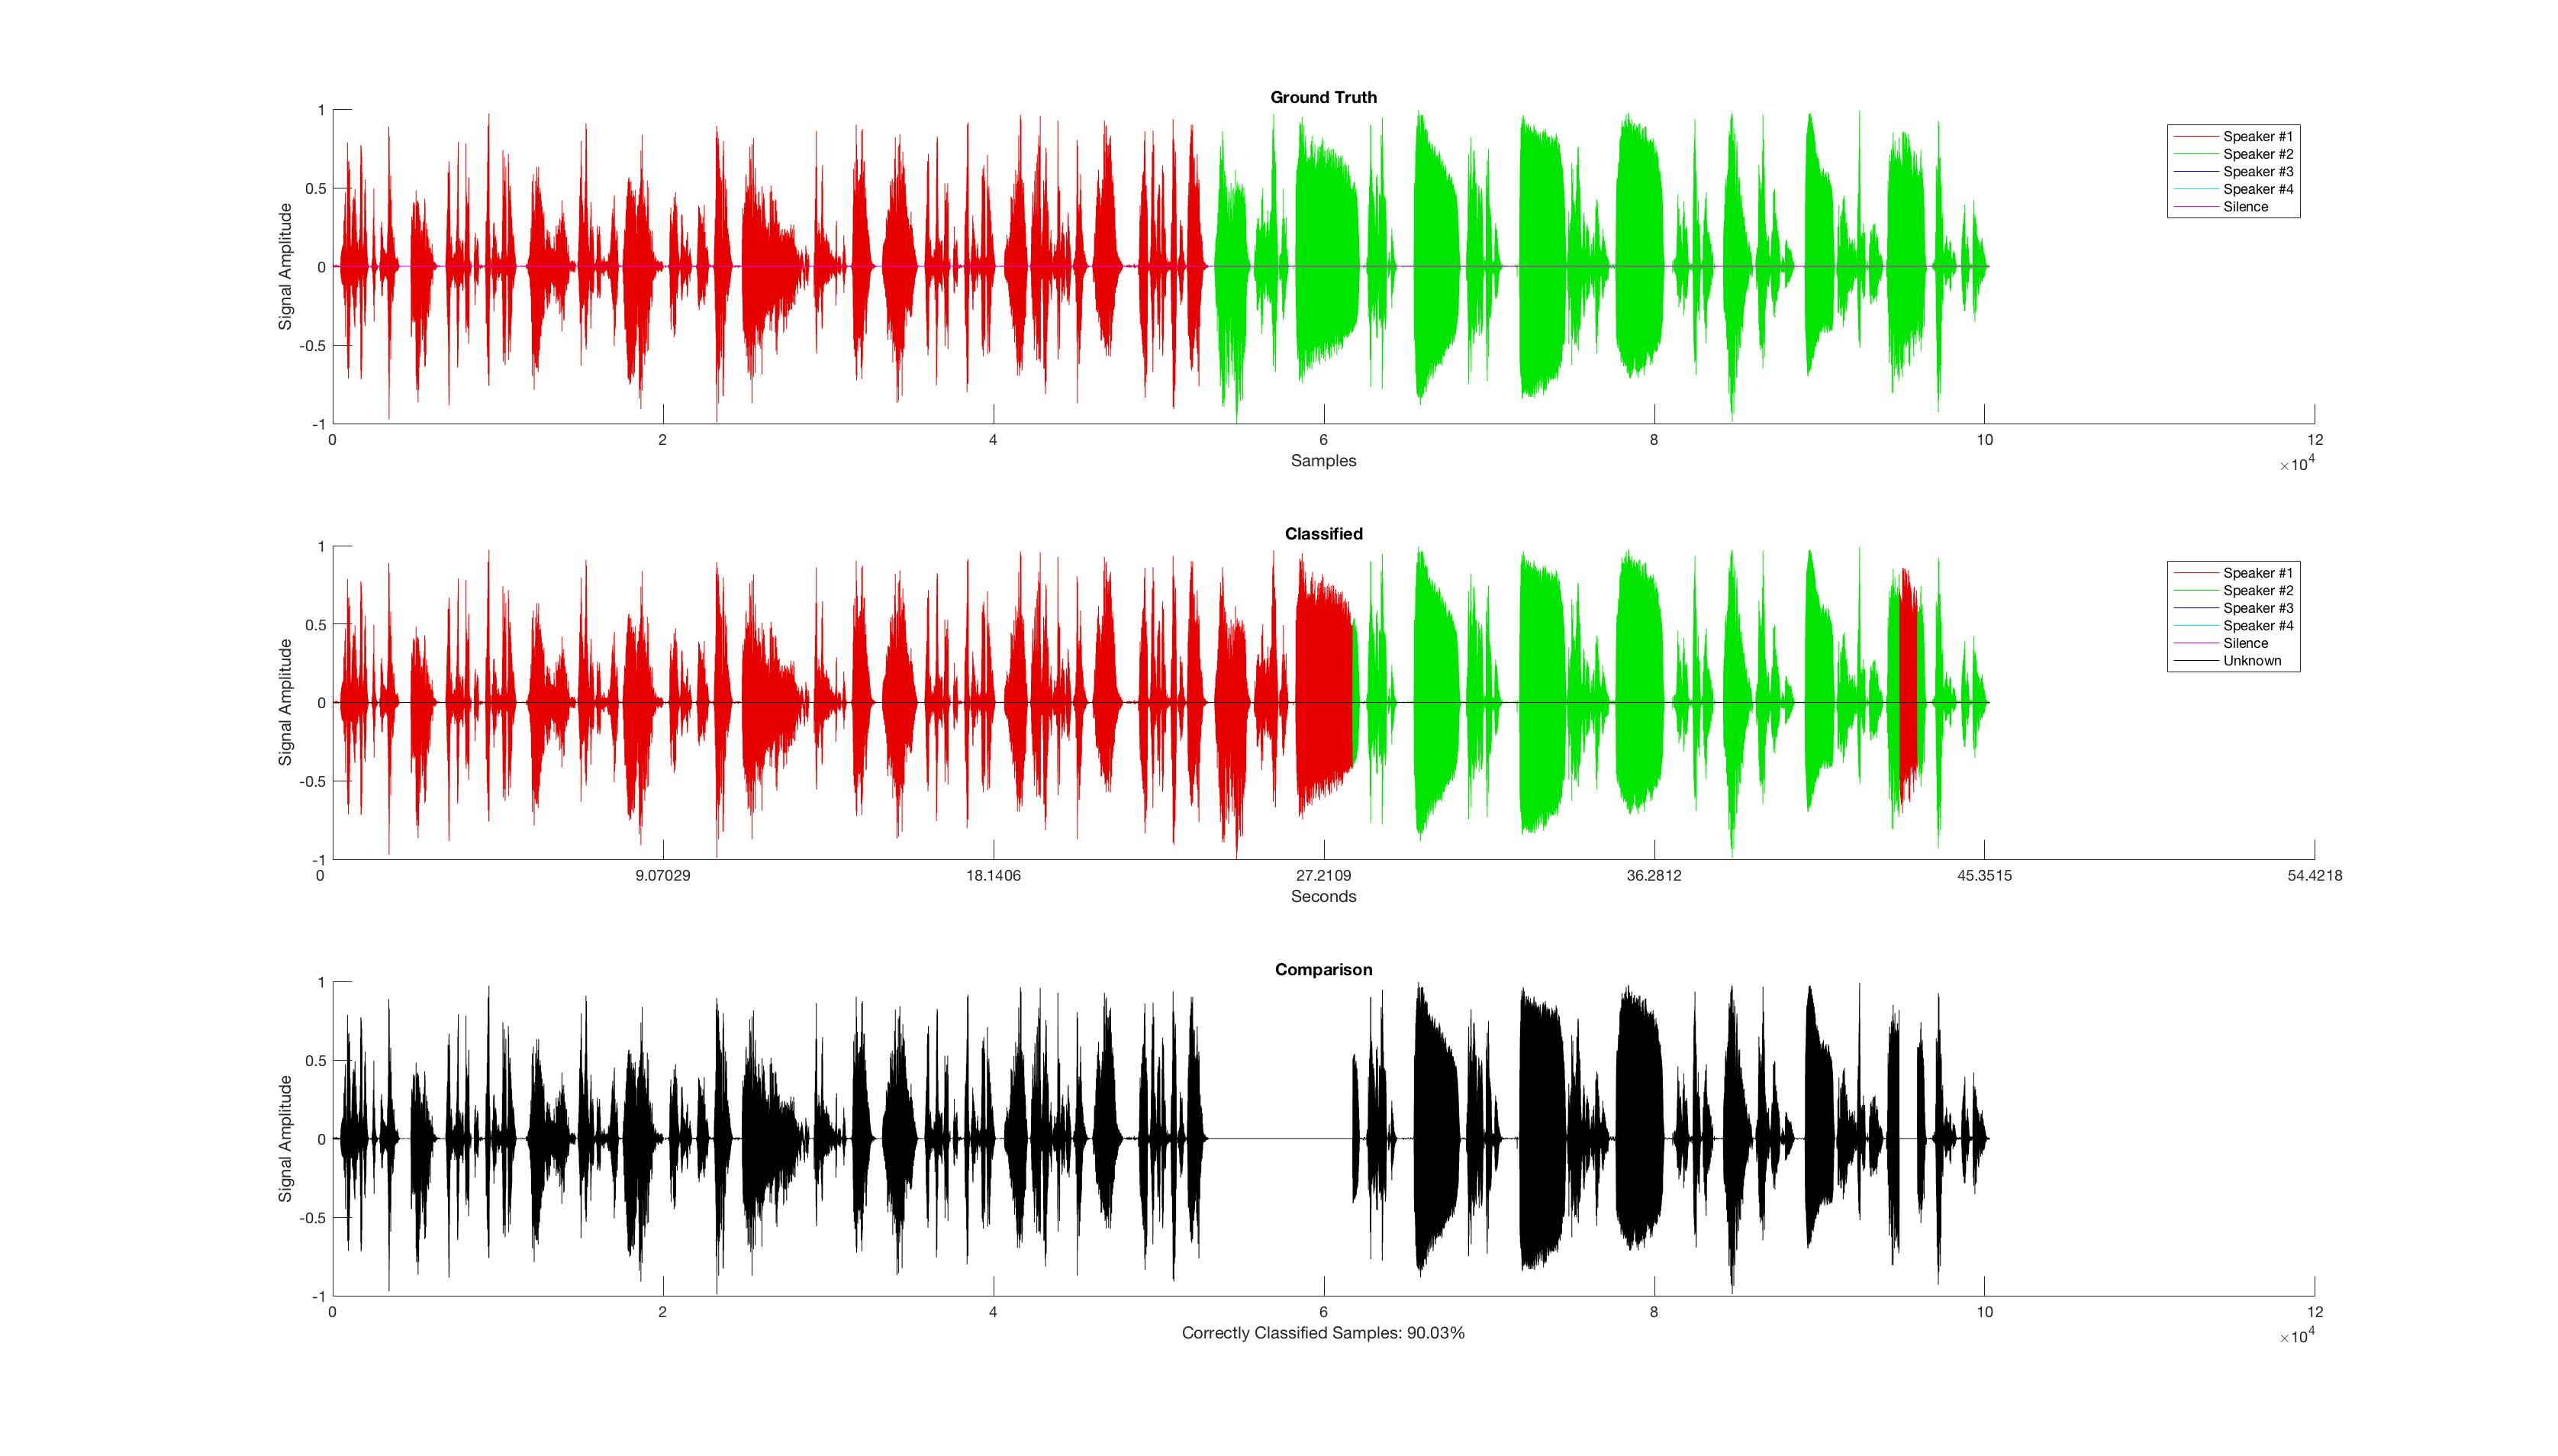 Ground Truth
1
0.5
0
-0.5
-1
Signal Amplitude
0 2 4 6 8 10 12
Samples
×10^4
Speaker #1
Speaker #2
Speaker #3
Speaker #4
Silence
Classified
1
0.5
0
-0.5
-1
Signal Amplitude
0 9.07029 18.1406 27.2109 36.2812 45.3515 54.4218
Seconds
Speaker #1
Speaker #2
Speaker #3
Speaker #4
Silence
Unknown
Comparison
1
0.5
0
-0.5
-1
Signal Amplitude
0 2 4 6 8 10 12
Correctly Classified Samples: 90.03%
×10^4